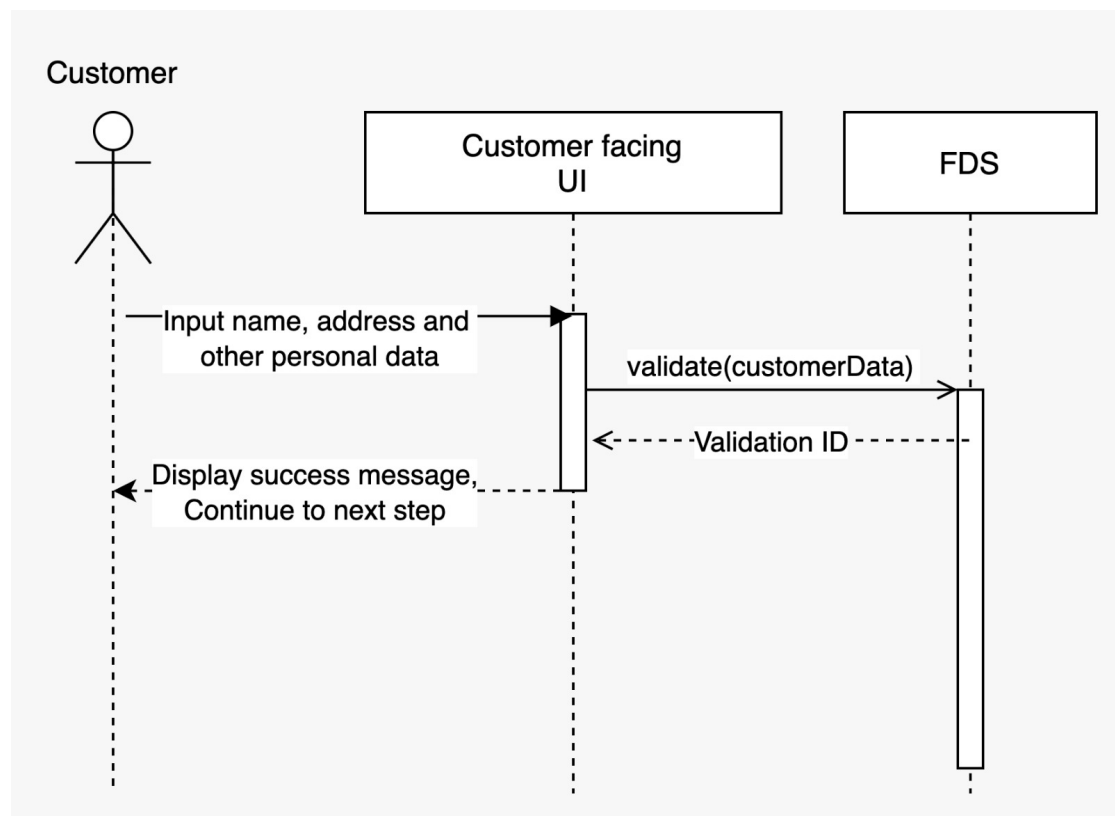 Customer
Customer facing
UI
FDS
Input name, address and
other personal data
validate(customerData)
Validation ID
Display success message,
Continue to next step